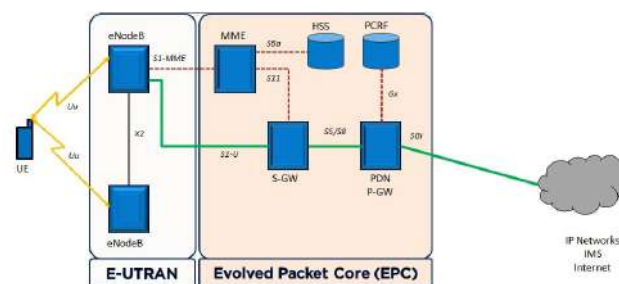 eNodeB
MME
HSS
PCRF
S1-MME
S6a
S11
Gx
Uu
X2
UE
Uu
S1-U
S5/S8
SGi
S-GW
PDN
P-GW
eNodeB
IP Networks
IMS
Internet
E-UTRAN
Evolved Packet Core (EPC)